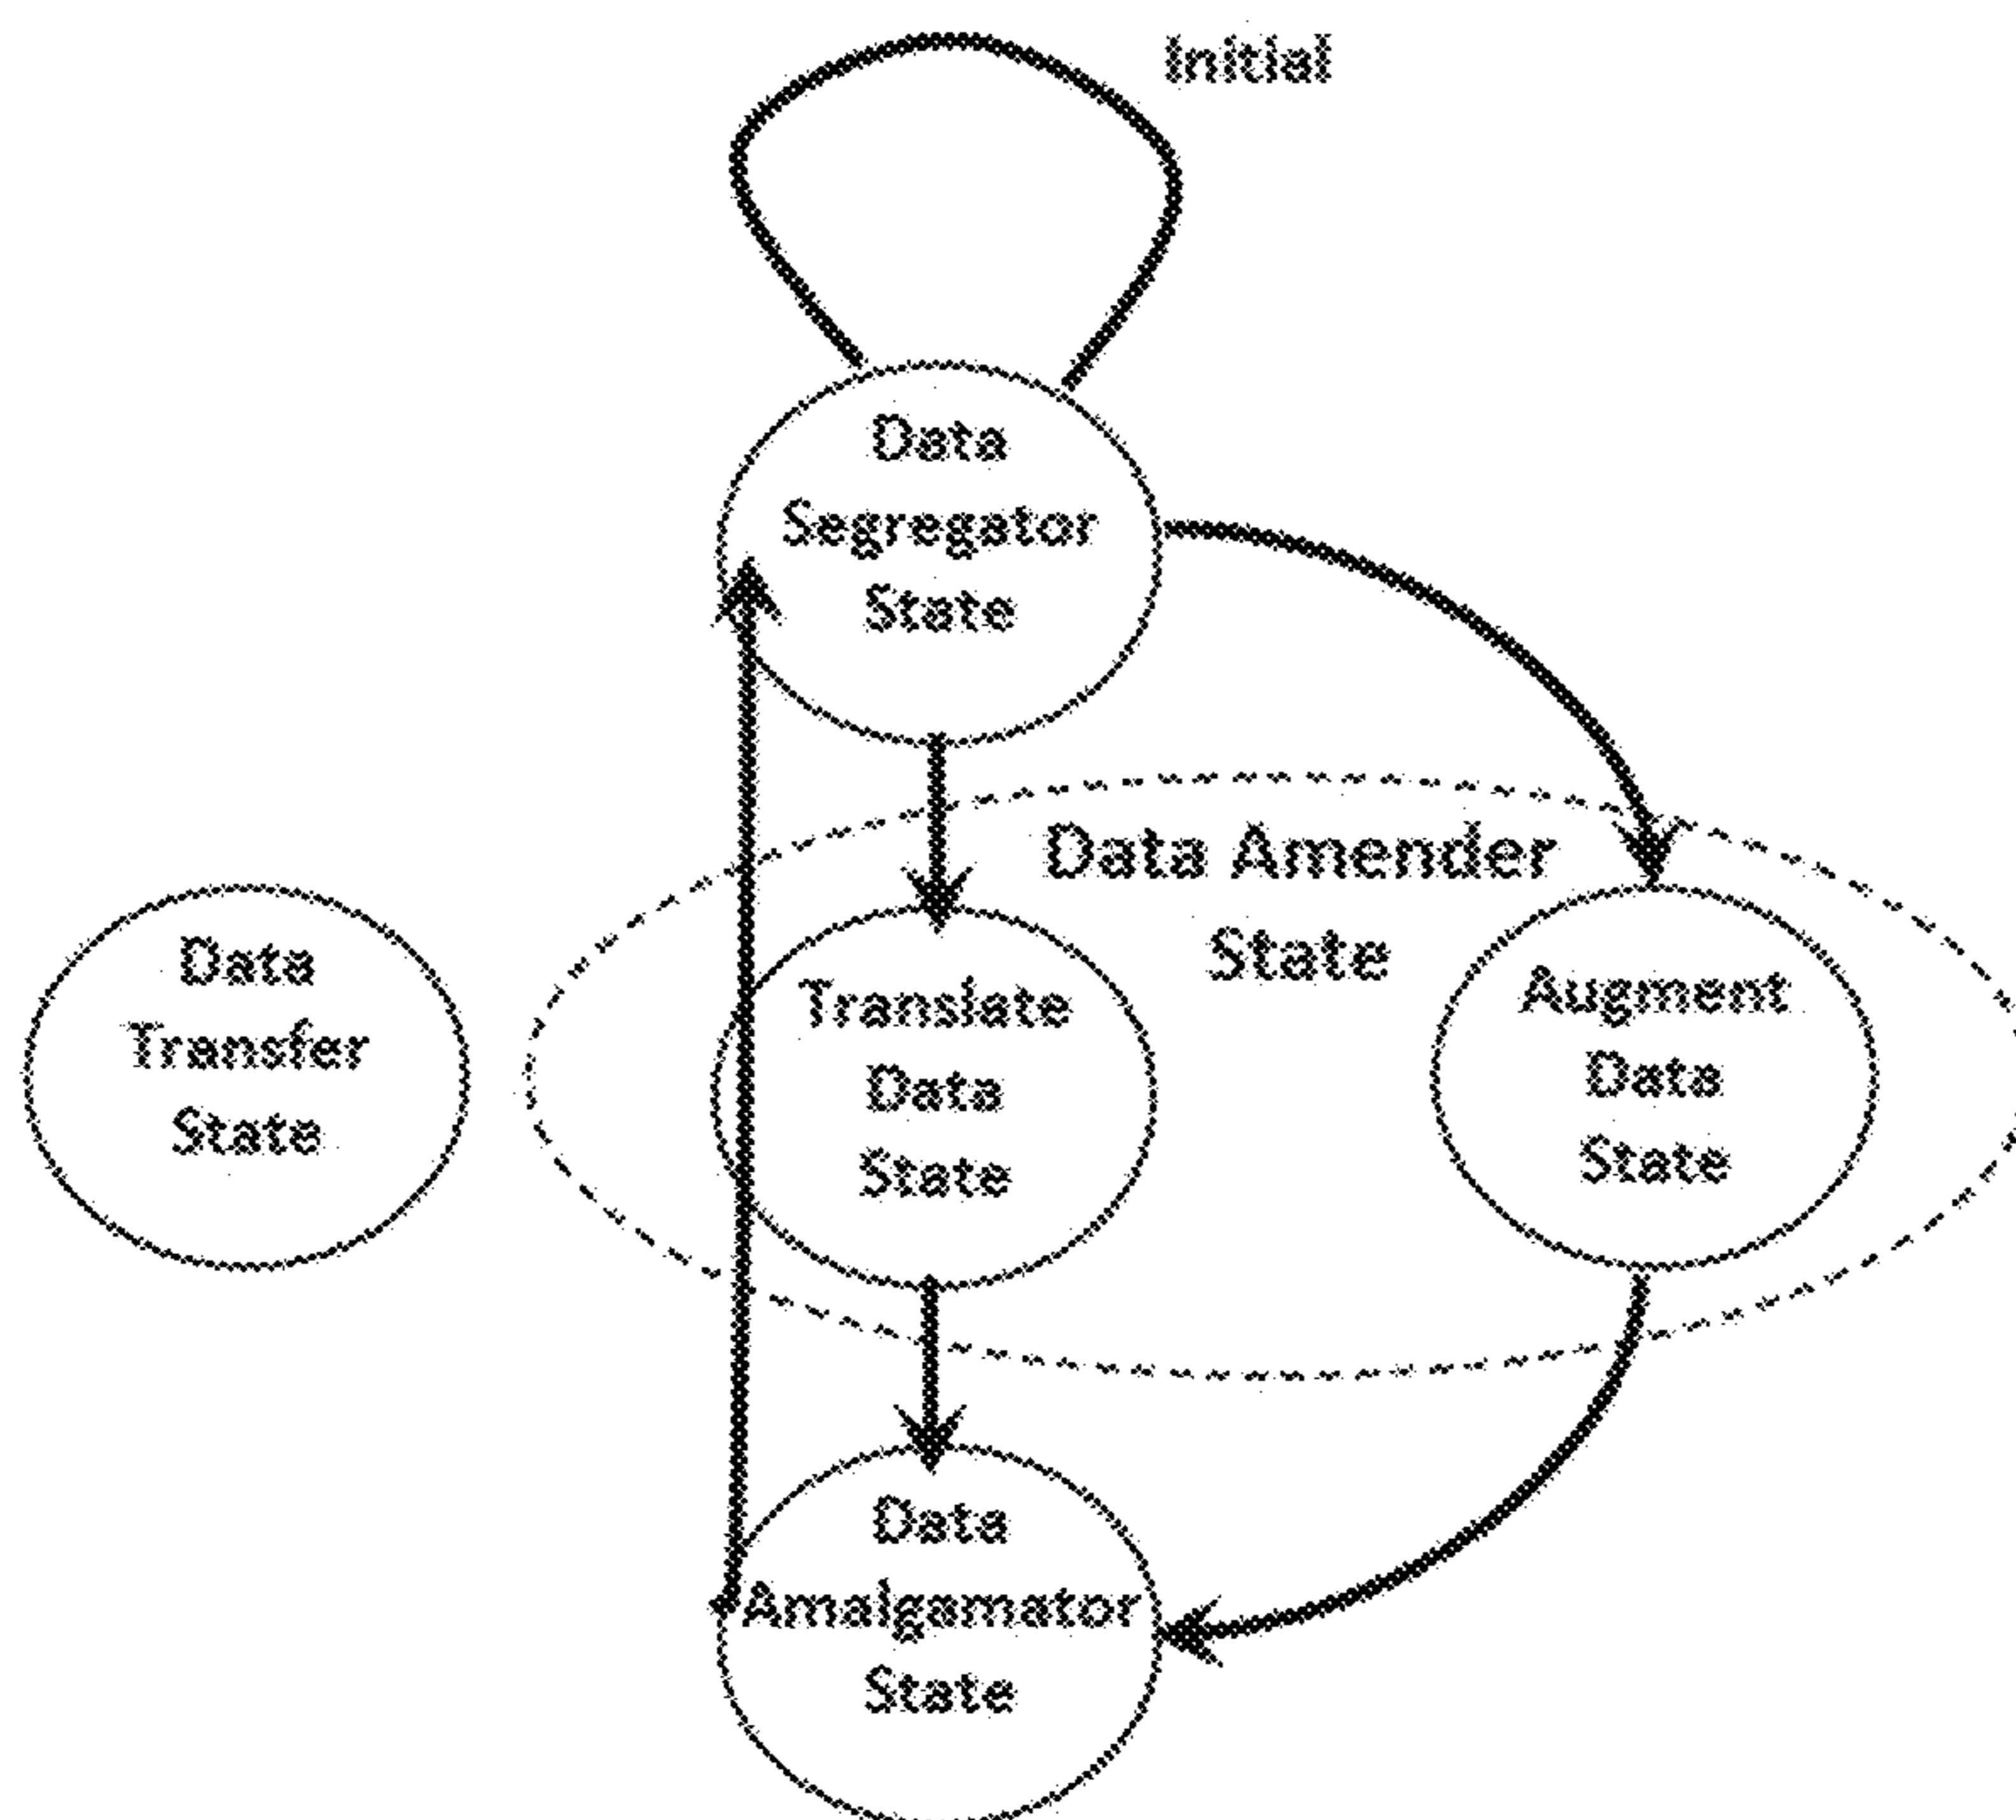 Initial
Data
Segregator
State
Data Amender
State
Data
Transfer
State
Translate
Data
State
Augment
Data
State
Data
Amalgamator
State